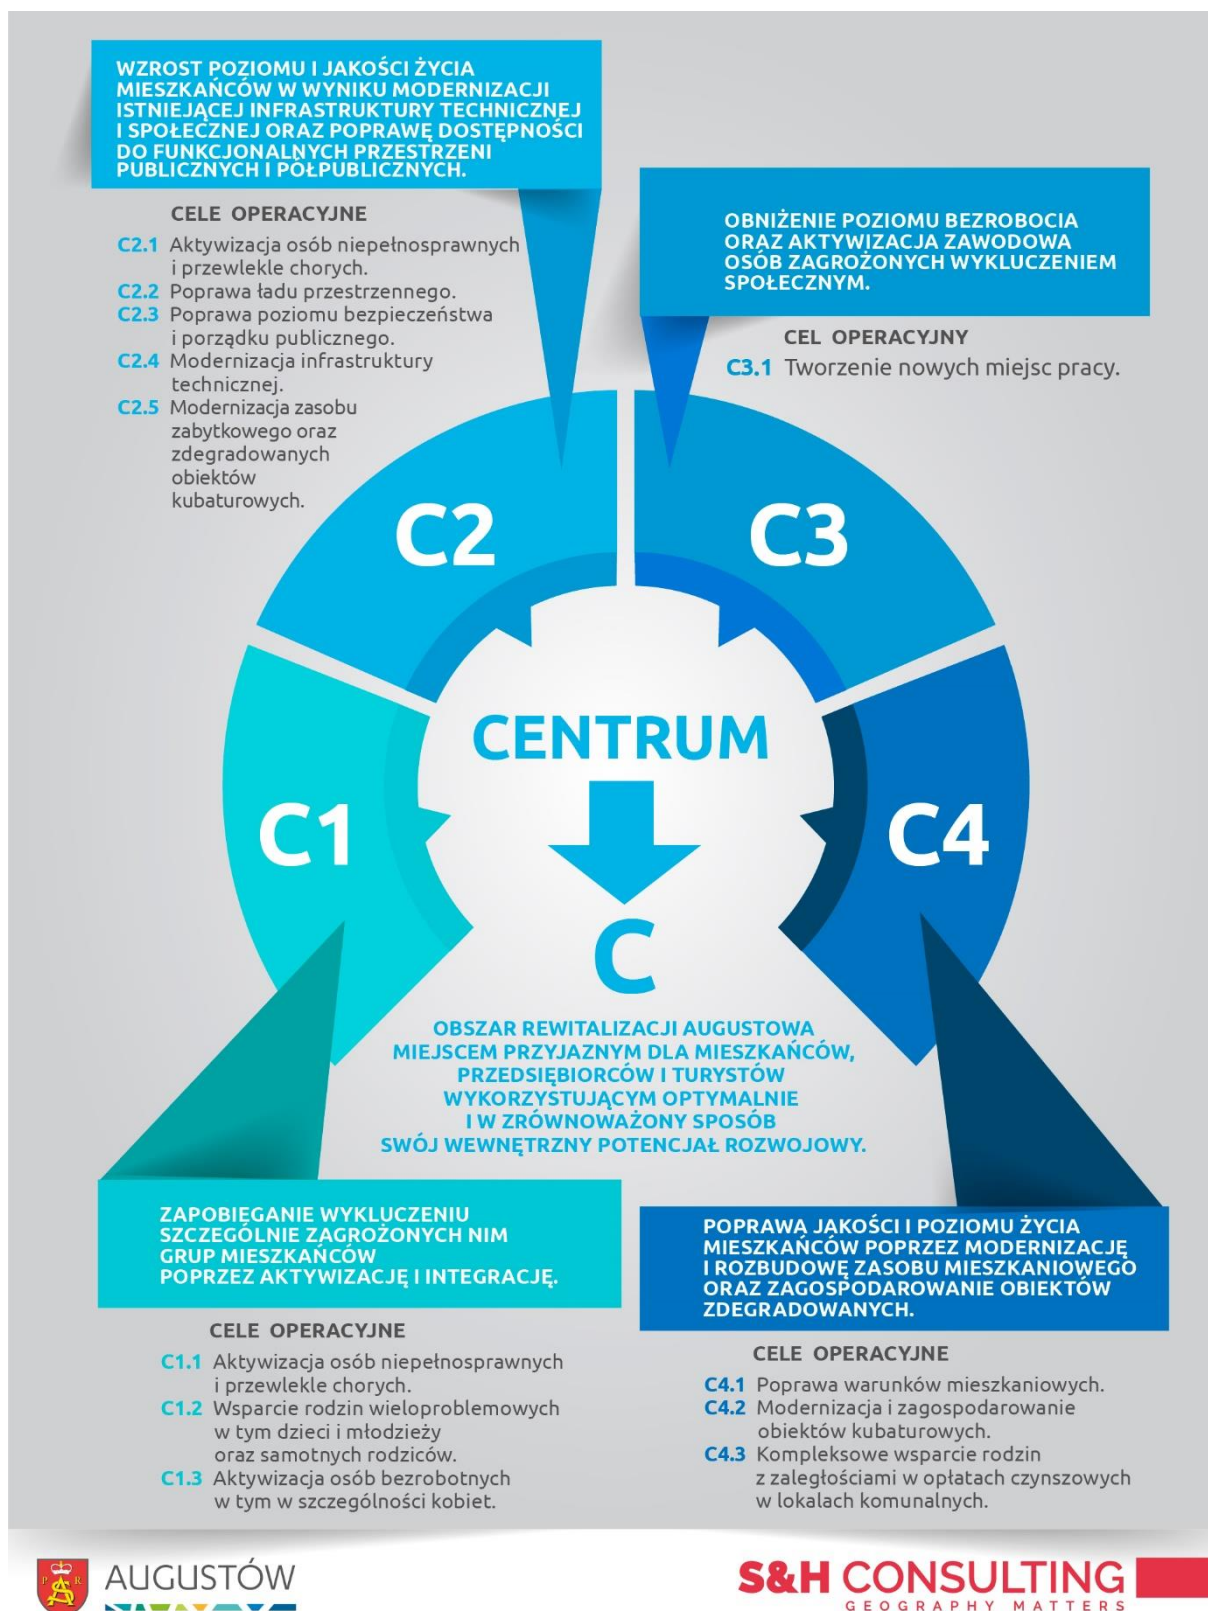 WZROST POZIOMU I JAKOŚCI ŻYCIA
MIESZKAŃCÓW W WYNIKU MODERNIZACJI
ISTNIEJĄCEJ INFRASTRUKTURY TECHNICZNEJ
I SPOŁECZNEJ ORAZ POPRAWĘ DOSTĘPNOŚCI
DO FUNKCJONALNYCH PRZESTRZENI
PUBLICZNYCH I PÓŁPUBLICZNYCH.
CELE OPERACYJNE
C2.1 Aktywizacja osób niepełnosprawnych
i przewlekle chorych.
C2.2 Poprawa ładu przestrzennego.
C2.3 Poprawa poziomu bezpieczeństwa
i porządku publicznego.
C2.4 Modernizacja infrastruktury
technicznej.
C2.5 Modernizacja zasobu
zabytkowego oraz
zdegradowanych
obiektów
kubaturowych.
OBNIŻENIE POZIOMU BEZROBOCIA
ORAZ AKTYWIZACJA ZAWODOWA
OSÓB ZAGROŻONYCH WYKLUCZENIEM
SPOŁECZNYM.
CEL OPERACYJNY
C3.1 Tworzenie nowych miejsc pracy.
C2
C3
C1
C4
CENTRUM
C
OBSZAR REWITALIZACJI AUGUSTOWA
MIEJSCEM PRZYJAZNYM DLA MIESZKAŃCÓW,
PRZEDSIĘBIORCÓW I TURYSTÓW
WYKORZYSTUJĄCYM OPTYMALNIE
I W ZRÓWNOWAŻONY SPOSÓB
SWÓJ WEWNĘTRZNY POTENCJAŁ ROZWOJOWY.
ZAPOBIEGANIE WYKLUCZENIU
SZCZEGÓLNIE ZAGROŻONYCH NIM
GRUP MIESZKAŃCÓW
POPRZEZ AKTYWIZACJĘ I INTEGRACJĘ.
CELE OPERACYJNE
C1.1 Aktywizacja osób niepełnosprawnych
i przewlekle chorych.
C1.2 Wsparcie rodzin wieloproblemowych
w tym dzieci i młodzieży
oraz samotnych rodziców.
C1.3 Aktywizacja osób bezrobotnych
w tym w szczególności kobiet.
POPRAWA JAKOŚCI I POZIOMU ŻYCIA
MIESZKAŃCÓW POPRZEZ MODERNIZACJĘ
I ROZBUDOWĘ ZASOBU MIESZKANIOWEGO
ORAZ ZAGOSPODAROWANIE OBIEKTÓW
ZDEGRADOWANYCH.
CELE OPERACYJNE
C4.1 Poprawa warunków mieszkaniowych.
C4.2 Modernizacja i zagospodarowanie
obiektów kubaturowych.
C4.3 Kompleksowe wsparcie rodzin
z zaległościami w opłatach czynszowych
w lokalach komunalnych.
P R
AUGUSTÓW
S&H CONSULTING
GEOGRAPHY MATTERS